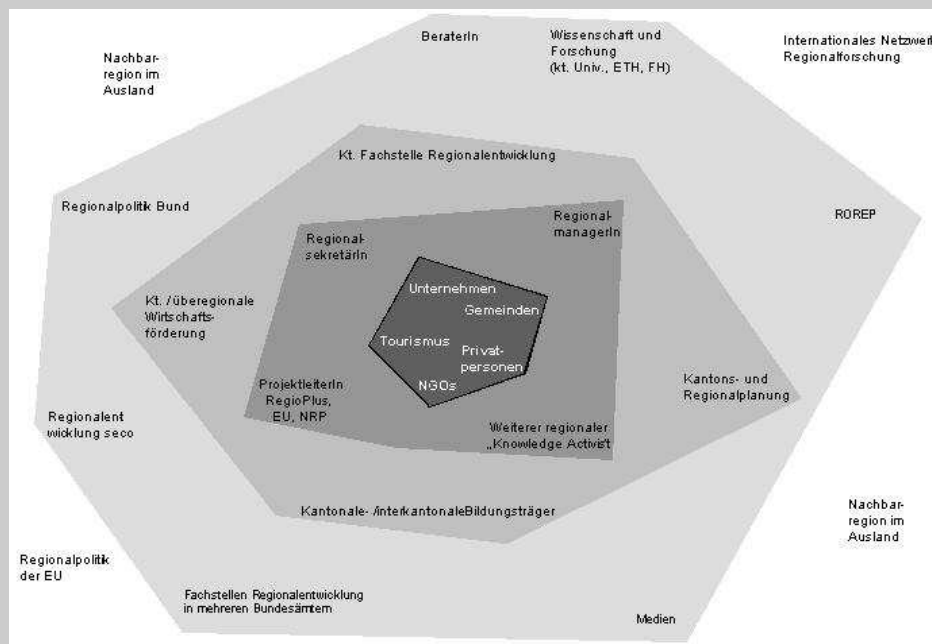 BeraterIn
Wissenschaft und
Forschung
(kt. Univ., ETH, FH)
Internationales Netzwerk
Regionalforschung
Nachbar-
region im
Ausland
Kt. Fachstelle Regionalentwicklung
Regionalpolitik Bund
Regional-
managerIn
ROREP
Regional-
sekretärIn
Unternehmen
Gemeinden
Kt. / überegionale
Wirtschafts-
förderung
Tourismus
Privat-
personen
NGOs
ProjektleiterIn
RegioPlus,
EU, NRP
Kantons- und
Regionalplanung
Regionalent
wicklung seco
Weiterer regionaler
„Knowledge Activist
Kantonale- /interkantonaleBildungsträger
Nachbar-
region im
Ausland
Regionalpolitik
der EU
Fachstellen Regionalentwicklung
in mehreren Bundesämtern
Medien